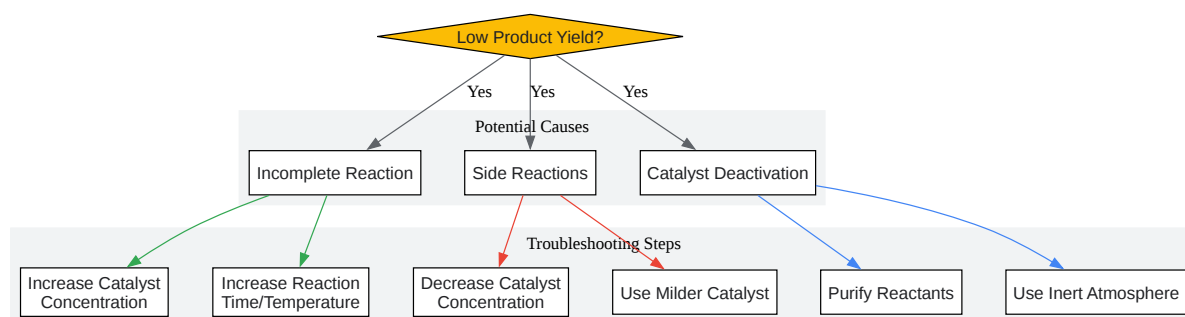 Low Product Yield?
Yes
Yes
Yes
Potential Causes
Incomplete Reaction
Side Reactions
Catalyst Deactivation
Troubleshooting Steps
Increase Catalyst
Concentration
Increase Reaction
Time/Temperature
Decrease Catalyst
Concentration
Use Milder Catalyst
Purify Reactants
Use Inert Atmosphere